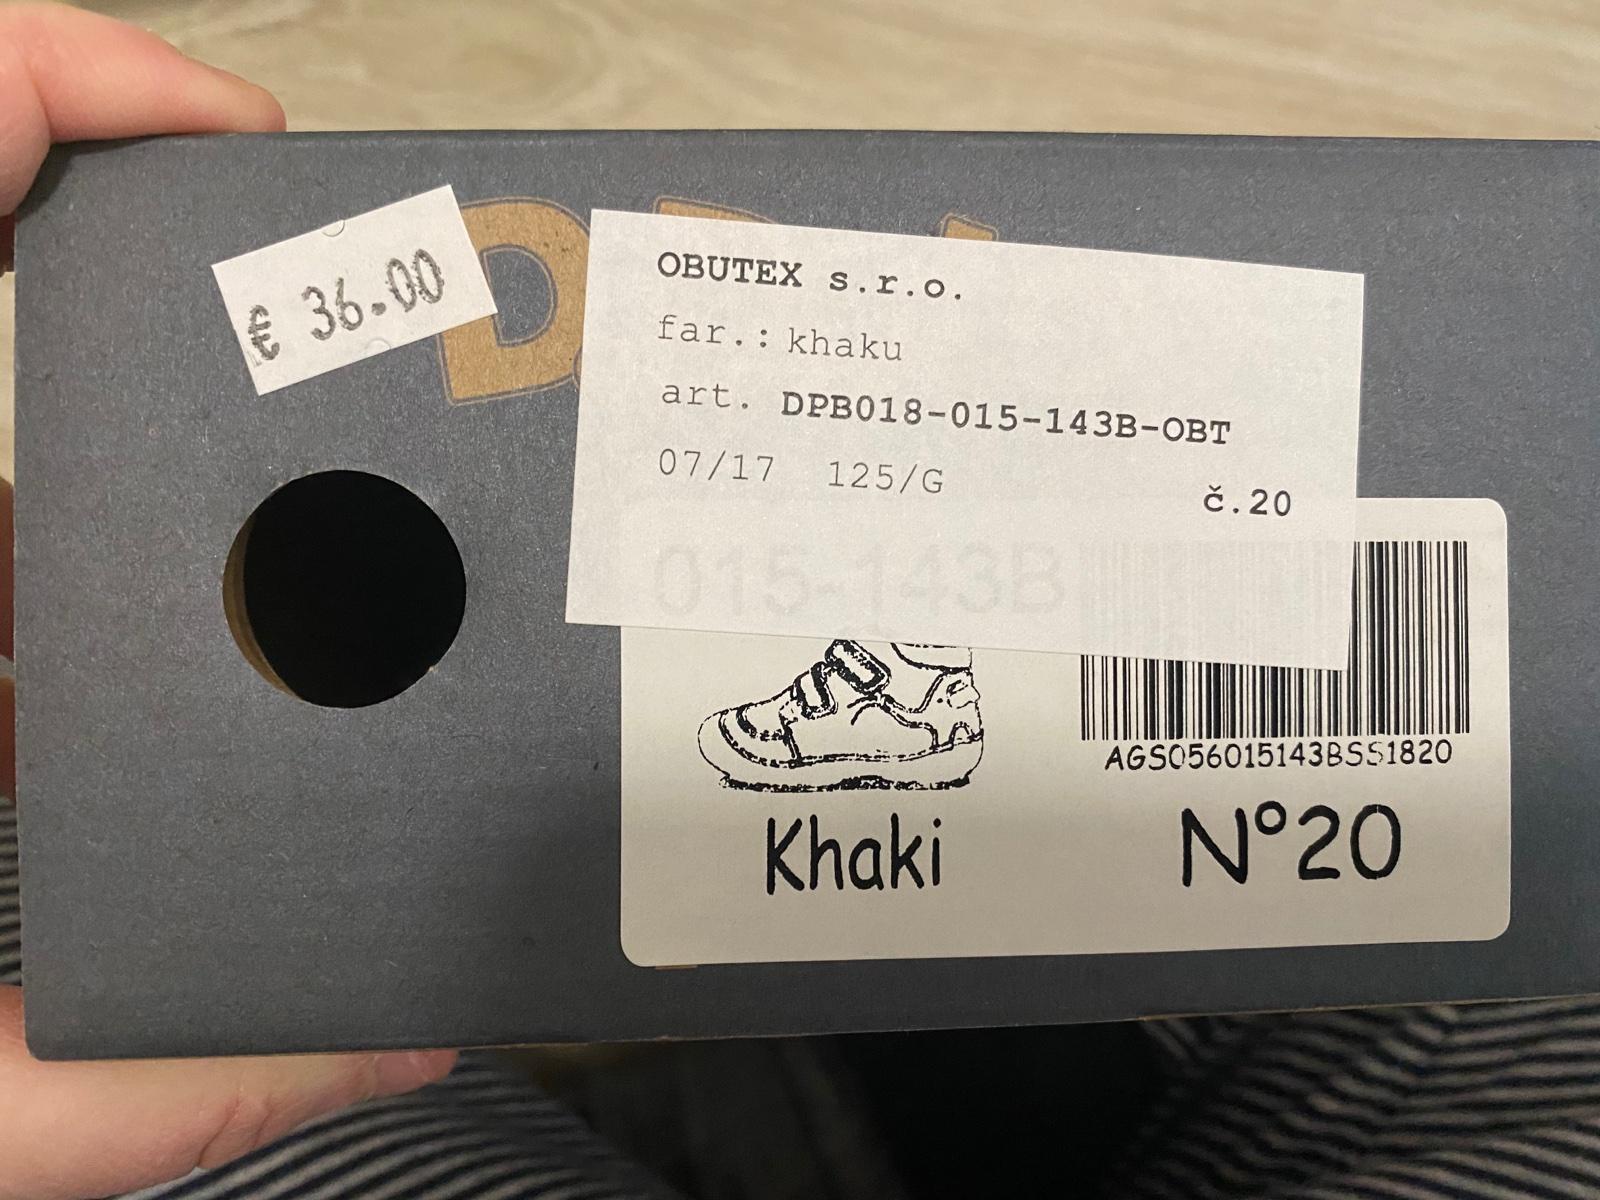 € 36.00
OBUTEX s.r.o.
far.: khaku
art. DPB018-015-143B-OBT
07/17 125/G
č.20
015-143B
AGS056015143BSS1820
Khaki
N°20